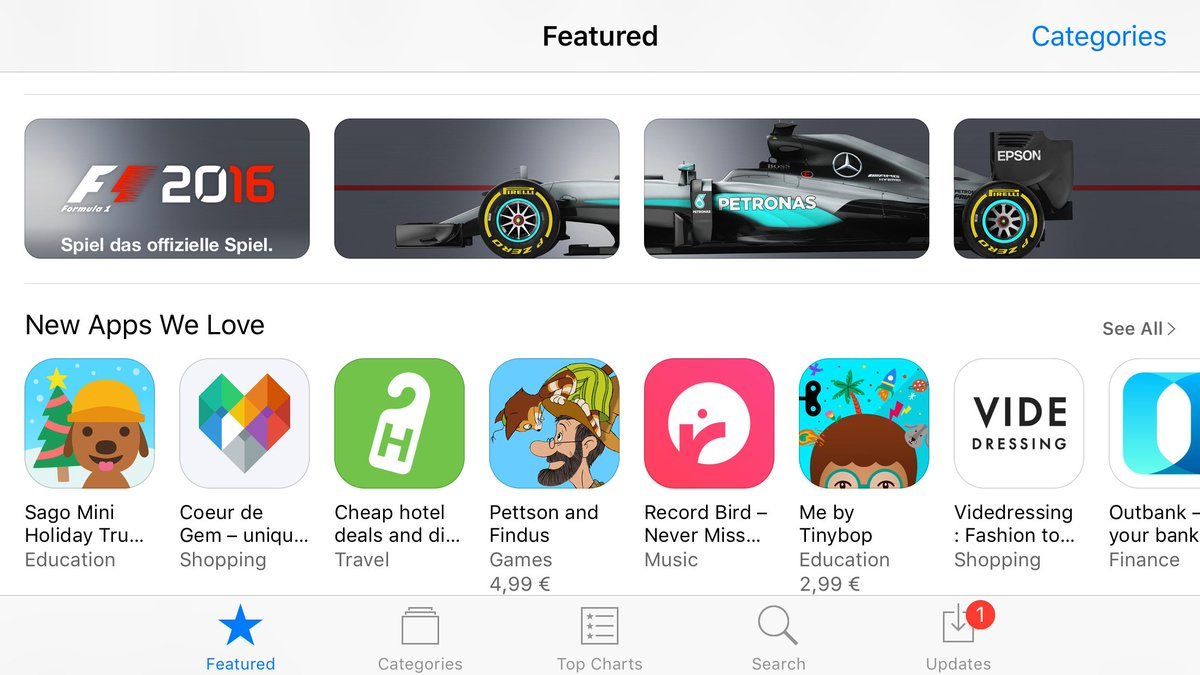 Featured
Categories
F1 2016
Formula 1
Spiel das offizielle Spiel.
PIRELLI
P ZERO
BOSS
PETRONAS
PETRONAS
EPSON
PIRELLI
P ZERO
New Apps We Love
See All
Sago Mini
Holiday Tru...
Education
Coeur de
Gem – uniqu...
Shopping
H
Cheap hotel
deals and di...
Travel
Pettson and
Findus
Games
4,99 €
Record Bird –
Never Miss...
Music
Me by
Tinybop
Education
2,99 €
VIDE
DRESSING
Videdressing
: Fashion to...
Shopping
Outbank –
your bank
Finance
Featured
Categories
Top Charts
Search
1
Updates